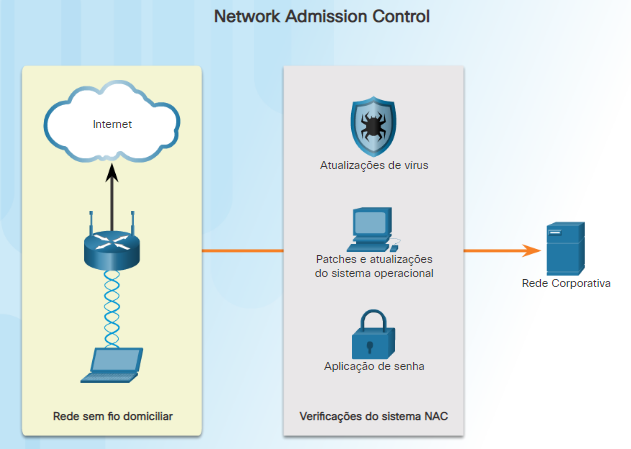 Network Admission Control
Internet
Atualizações de vírus
Patches e atualizações
do sistema operacional
Rede Corporativa
Aplicação de senha
Rede sem fio domiciliar
Verificações do sistema NAC